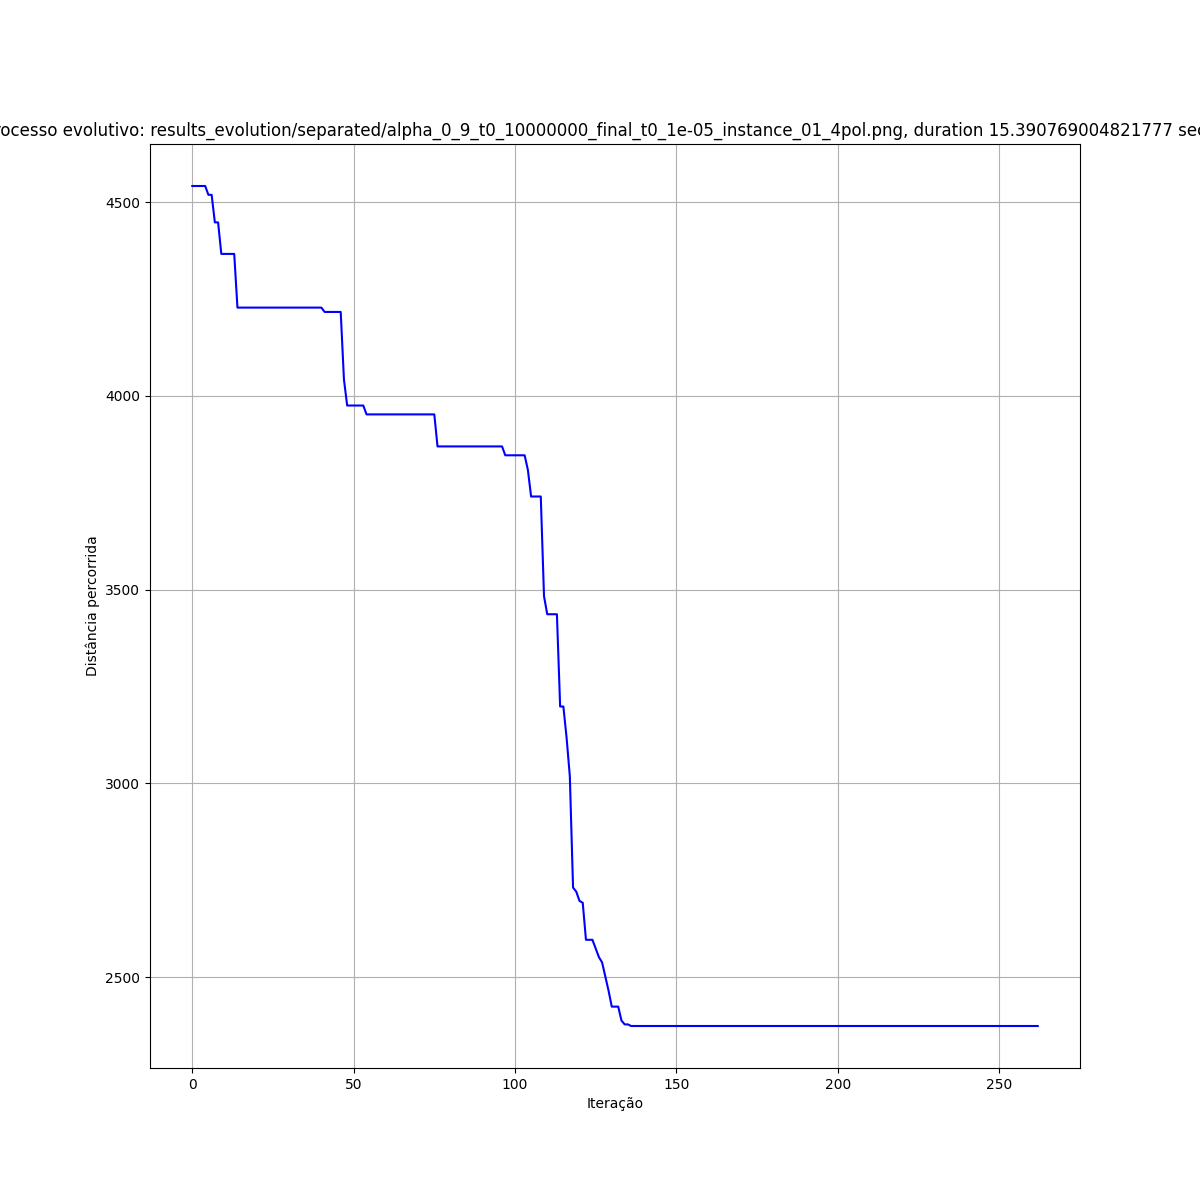 ocesso evolutivo: results_evolution/separated/alpha_0_9_t0_10000000_final_t0_1e-05_instance_01_4pol.png, duration 15.390769004821777 sec
4500
4000
3500
3000
2500
Distância percorrida
0 50 100 150 200 250
Iteração